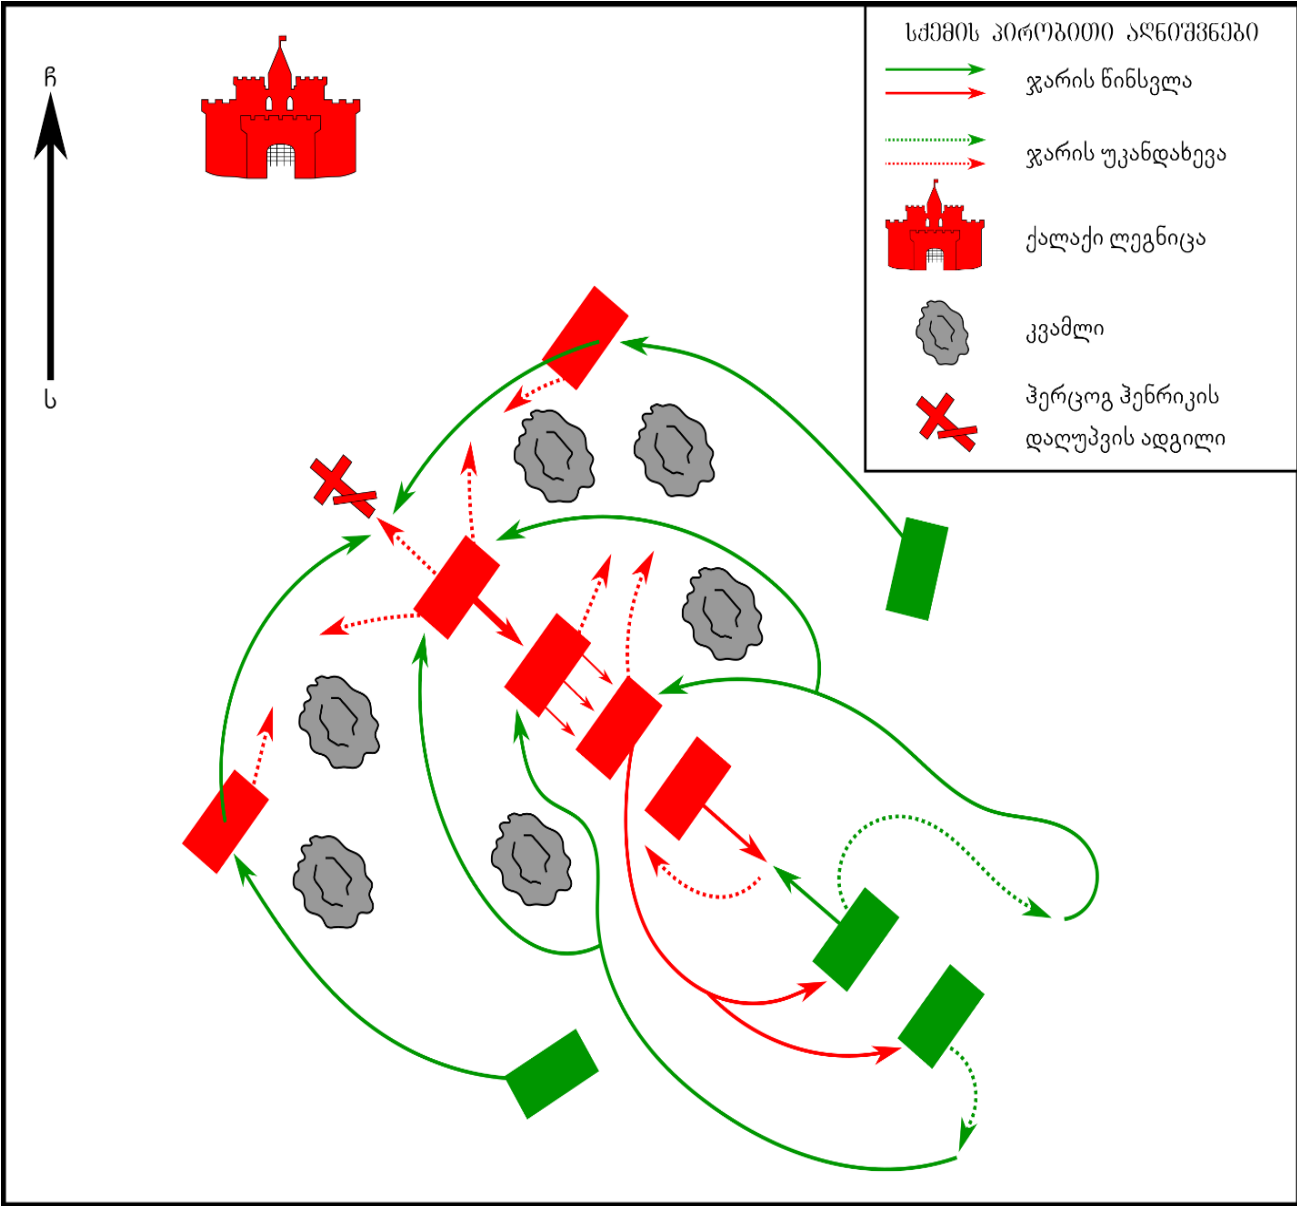 ჩ
ს
სქემის პირობითი აღნიშვნები
ჯარის წინსვლა
ჯარის უკანდახევა
ქალაქი ლეგნიცა
კვამლი
ჰერცოგ ჰენრიკის
დაღუპვის ადგილი